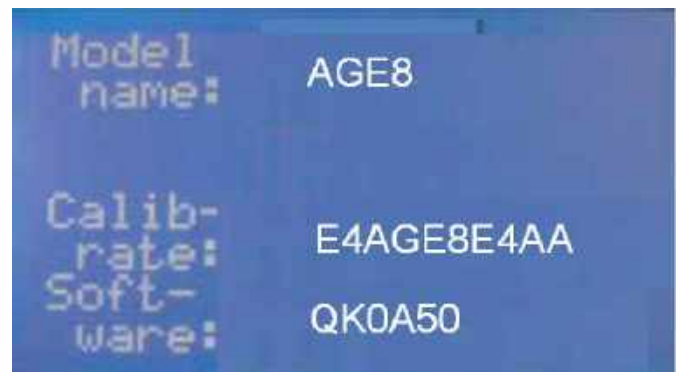 Model
name: AGE8
Calib-
rate: E4AGE8E4AA
Soft-
ware: QK0A50